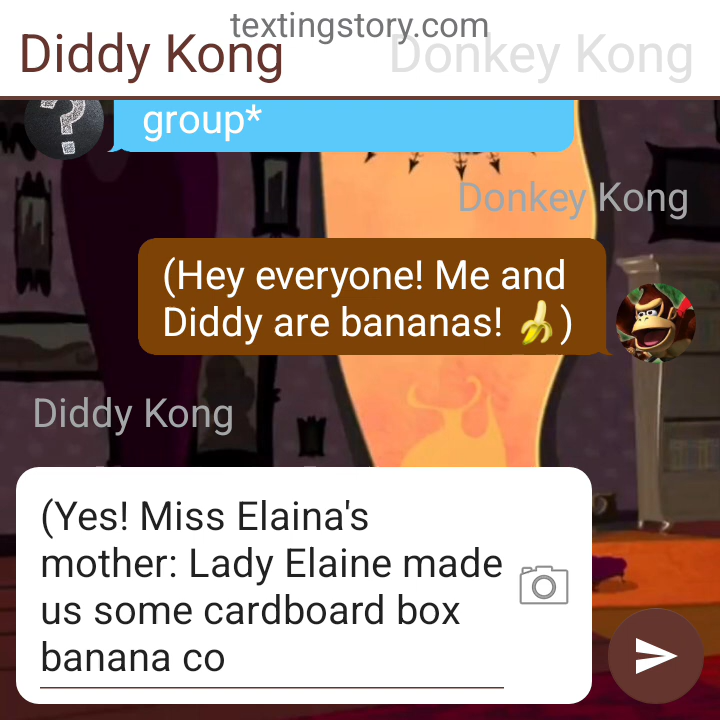 textingstory.com
Diddy Kong
Donkey Kong
group*
Donkey Kong
(Hey everyone! Me and
Diddy are bananas! 🍌)
Diddy Kong
(Yes! Miss Elaina's
mother: Lady Elaine made
us some cardboard box
banana co